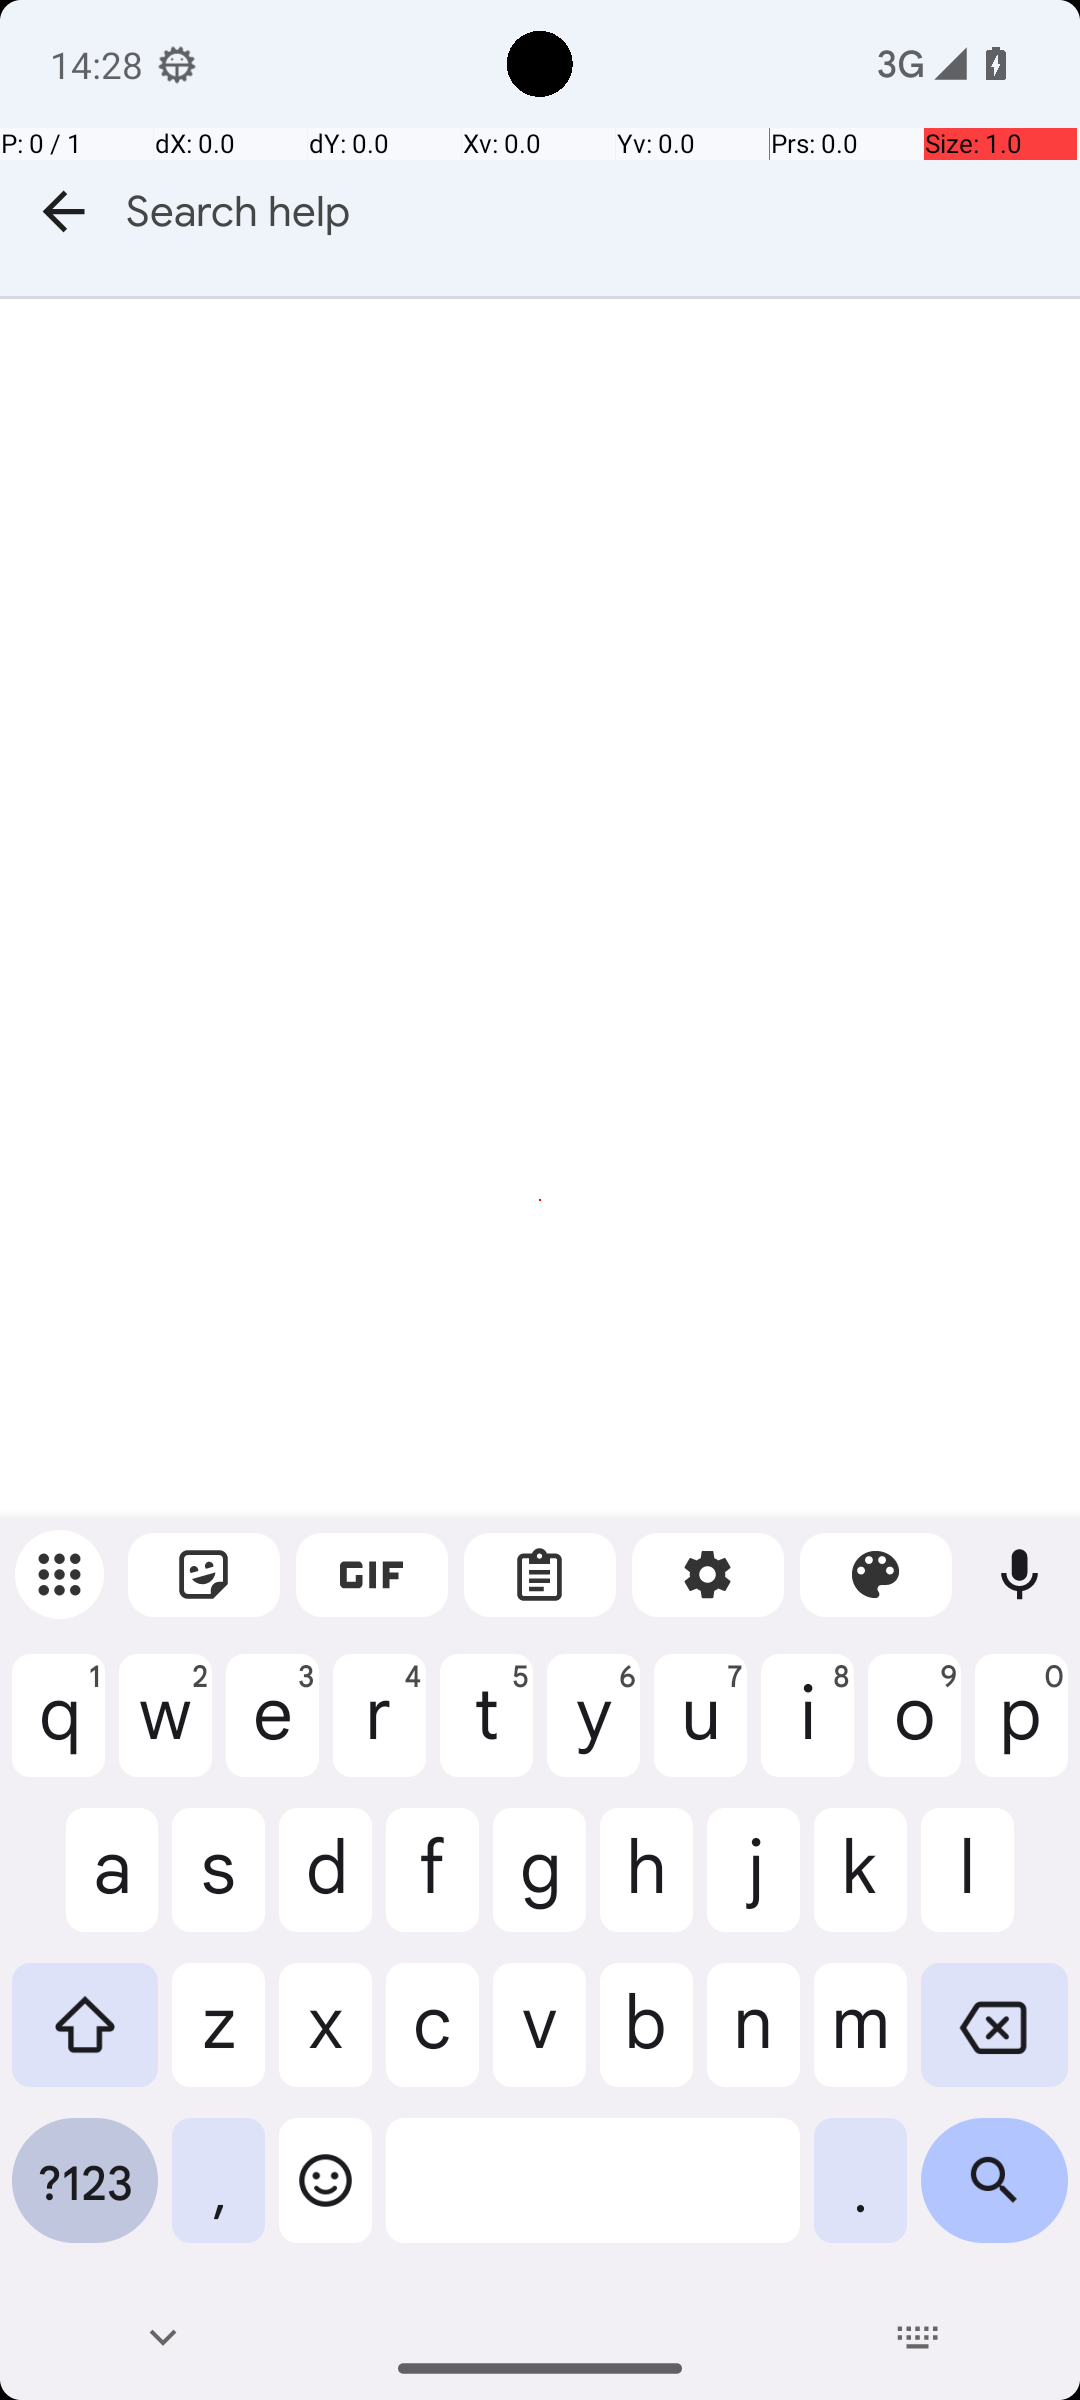 14:28 3G
P: 0 / 1 dX: 0.0 dY: 0.0 Xv: 0.0 Yv: 0.0 Prs: 0.0 Size: 1.0
Search help
GIF
q 1 w 2 e 3 r 4 t 5 y 6 u 7 i 8 o 9 p 0
a s d f g h j k l
z x c v b n m
?123 , .